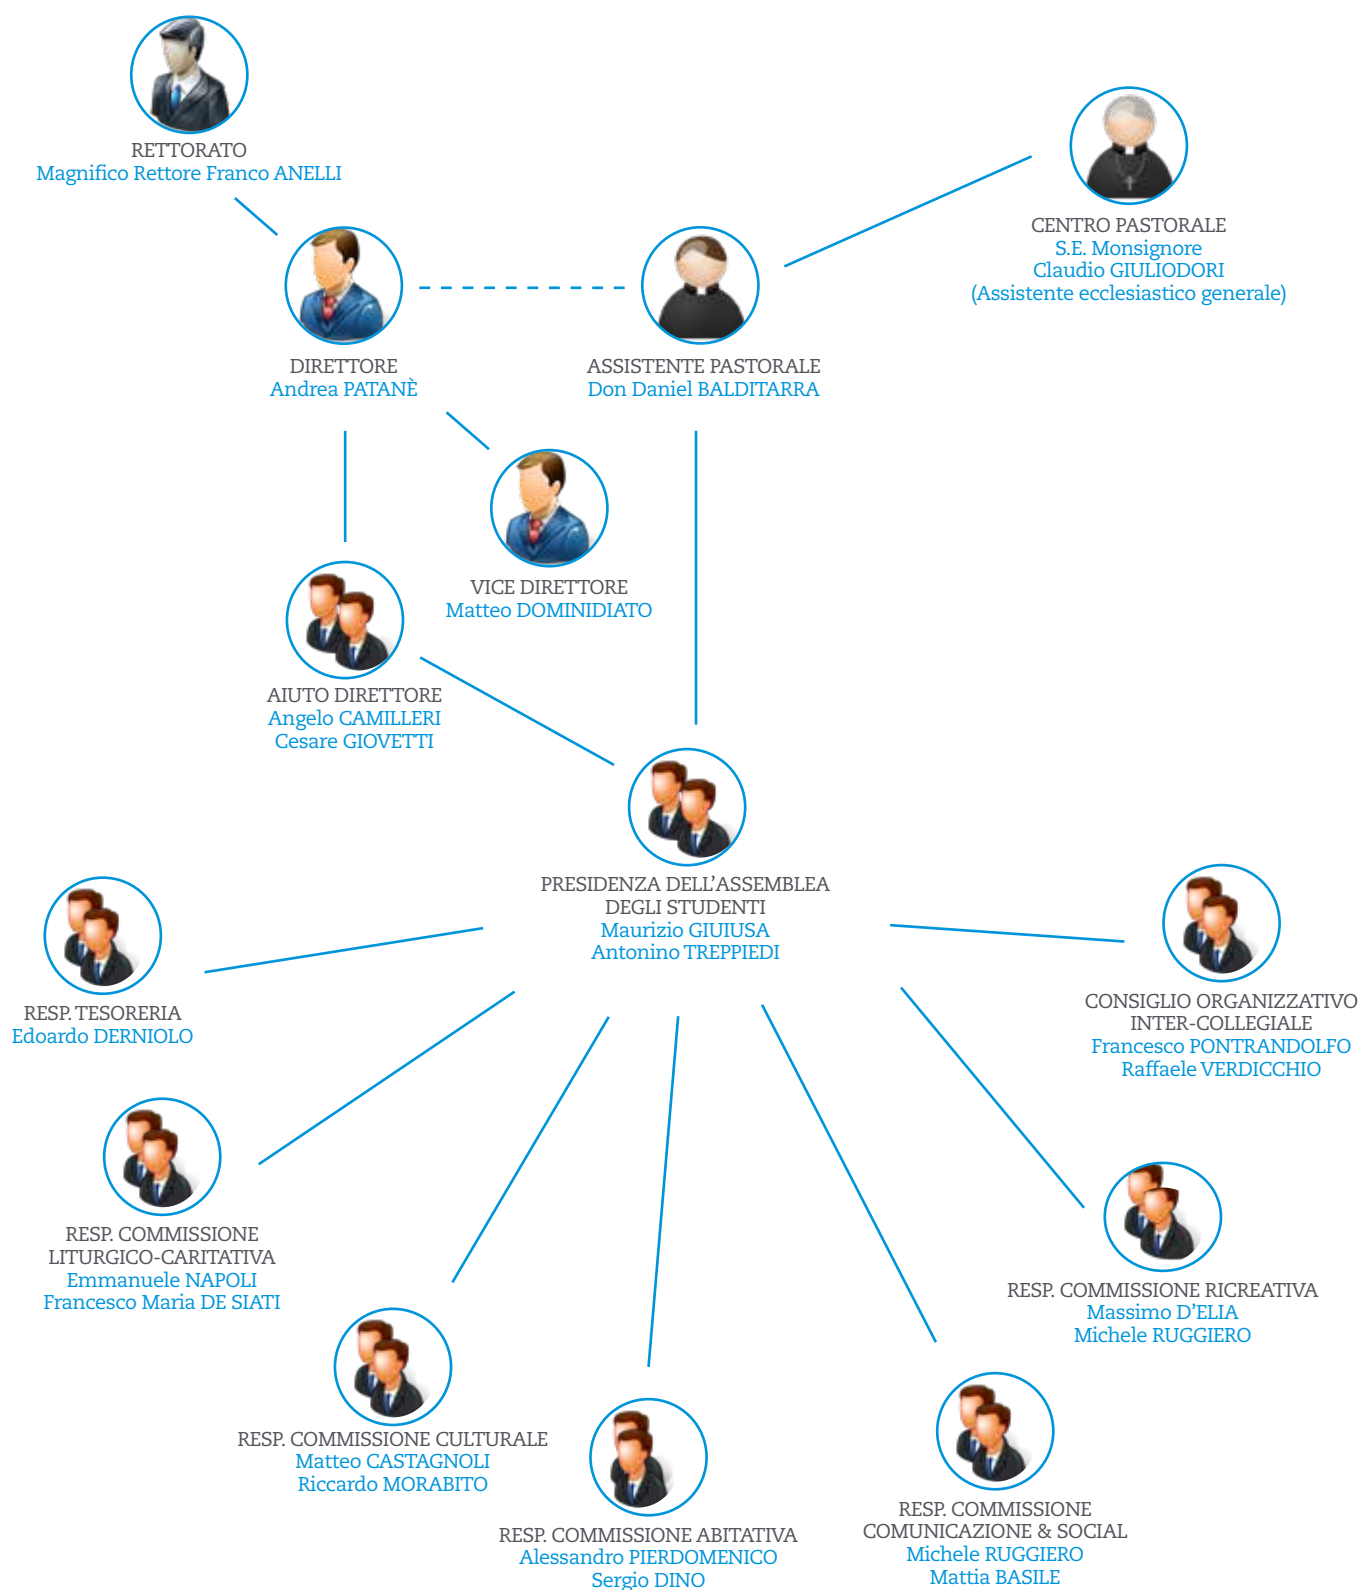 RETTORATO
Magnifico Rettore Franco ANELLI
CENTRO PASTORALE
S.E. Monsignore
Claudio GIULIODORI
(Assistente ecclesiastico generale)
DIRETTORE
Andrea PATANÈ
ASSISTENTE PASTORALE
Don Daniel BALDITARRA
VICE DIRETTORE
Matteo DOMINIDIATO
AIUTO DIRETTORE
Angelo CAMILLERI
Cesare GIOVETTI
PRESIDENZA DELL'ASSEMBLEA
DEGLI STUDENTI
Maurizio GIUIUSA
Antonino TREPPIEDI
RESP. TESORERIA
Edoardo DERNIOLO
CONSIGLIO ORGANIZZATIVO
INTER-COLLEGIALE
Francesco PONTRANDOLFO
Raffaele VERDICCHIO
RESP. COMMISSIONE
LITURGICO-CARITATIVA
Emmanuele NAPOLI
Francesco Maria DE SIATI
RESP. COMMISSIONE RICREATIVA
Massimo D'ELIA
Michele RUGGIERO
RESP. COMMISSIONE CULTURALE
Matteo CASTAGNOLI
Riccardo MORABITO
RESP. COMMISSIONE ABITATIVA
Alessandro PIERDOMENICO
Sergio DINO
RESP. COMMISSIONE
COMUNICAZIONE & SOCIAL
Michele RUGGIERO
Mattia BASILE